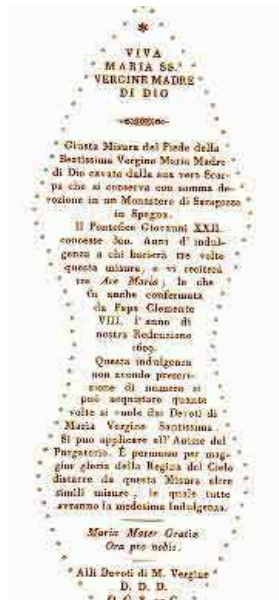 VIVA
MARIA SS.
VERGINE MADRE
DI DIO
Giusta Misura del Piede della
Beatissima Vergine Maria Madre
di Dio cavata dalla sua vera Scar-
pa che si conserva con somma de-
vozione in un Monastero di Saragozza
in Spagna.
Il Pontefice Giovanni XXII.
concesse 300. Anni d'indul-
genza a chi bacierà tre volte
questa misura, e vi reciterà
tre Ave Maria, lo che
fu anche confermato
da Papa Clemente
VIII. l'anno di
nostra Redenzione
1603.
Questa indulgenza
non avendo prescri-
zione di numero si
può acquistare quante
volte si vuole dai Devoti di
Maria Vergine Santissima.
Si può applicare all'Anime del
Purgatorio. È permesso per mag-
gior gloria della Regina del Cielo
distarre da questa Misura altre
simili misure, le quale tutte
avranno la medesima Indulgenza.
Maria Mater Gratiæ
Ora pro nobis.
Alli Devoti di M. Vergine
D. D. D.